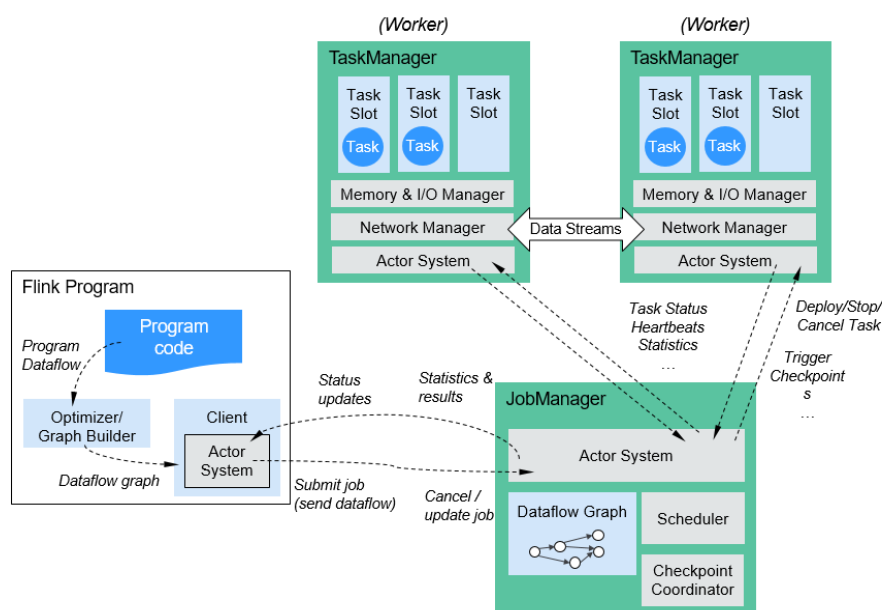 (Worker)
(Worker)
TaskManager
Task
Slot
Task
Task
Slot
Task
Task
Slot
Memory & I/O Manager
Network Manager
Actor System
Data Streams
TaskManager
Task
Slot
Task
Task
Slot
Task
Task
Slot
Memory & I/O Manager
Network Manager
Actor System
Flink Program
Program
code
Program
Dataflow
Optimizer/
Graph Builder
Dataflow graph
Client
Actor
System
Status
updates
Statistics &
results
Submit job
(send dataflow)
Cancel /
update job
Task Status
Heartbeats
Statistics
...
Deploy/Stop/
Cancel Task
Trigger
Checkpoint
s
...
JobManager
Actor System
Dataflow Graph
Scheduler
Checkpoint
Coordinator